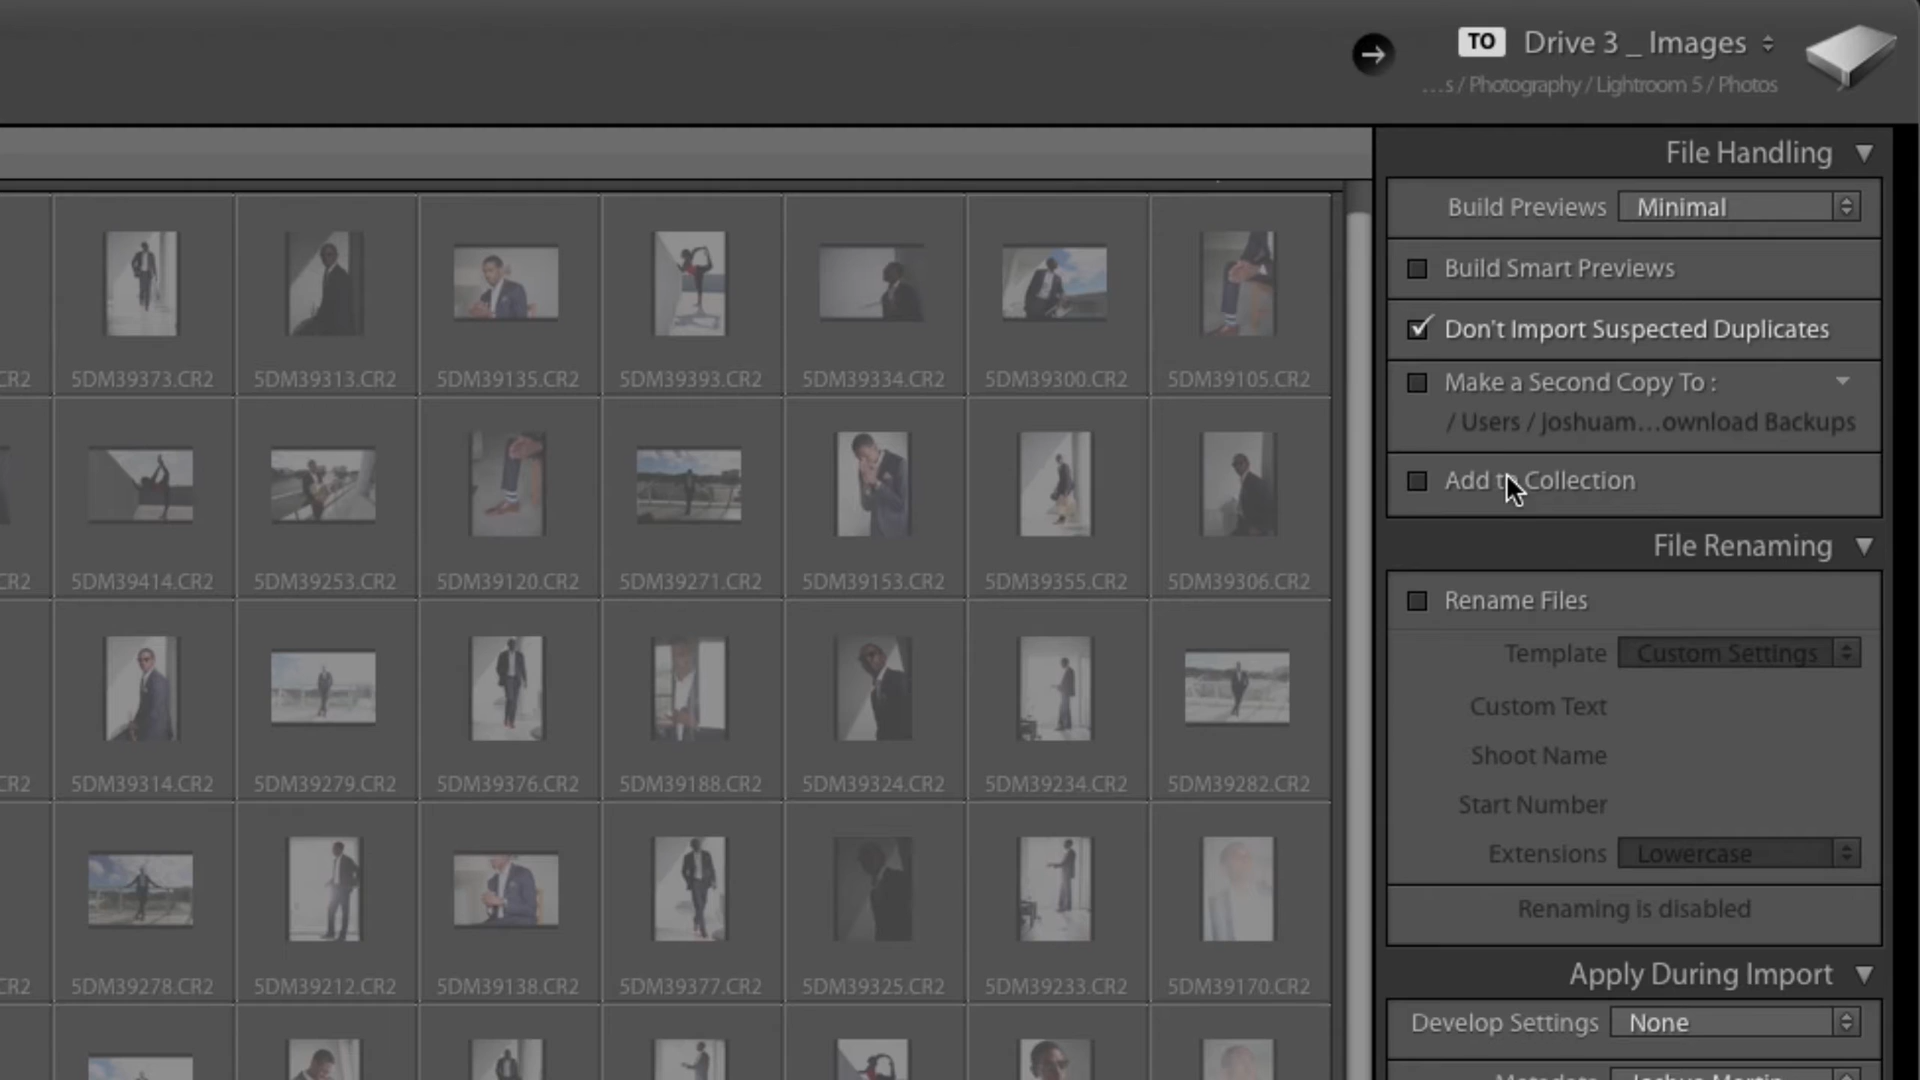 TO Drive 3 _ Images
...s / Photography / Lightroom 5 / Photos
File Handling
Build Previews Minimal
Build Smart Previews
Don't Import Suspected Duplicates
Make a Second Copy To :
/ Users / joshuam...ownload Backups
Add to Collection
File Renaming
Rename Files
Template Custom Settings
Custom Text
Shoot Name
Start Number
Extensions Lowercase
Renaming is disabled
Apply During Import
Develop Settings None
CR2 5DM39373.CR2 5DM39313.CR2 5DM39135.CR2 5DM39393.CR2 5DM39334.CR2 5DM39300.CR2 5DM39105.CR2
CR2 5DM39414.CR2 5DM39253.CR2 5DM39120.CR2 5DM39271.CR2 5DM39153.CR2 5DM39355.CR2 5DM39306.CR2
CR2 5DM39314.CR2 5DM39279.CR2 5DM39376.CR2 5DM39188.CR2 5DM39324.CR2 5DM39234.CR2 5DM39282.CR2
CR2 5DM39278.CR2 5DM39212.CR2 5DM39138.CR2 5DM39377.CR2 5DM39325.CR2 5DM39233.CR2 5DM39170.CR2